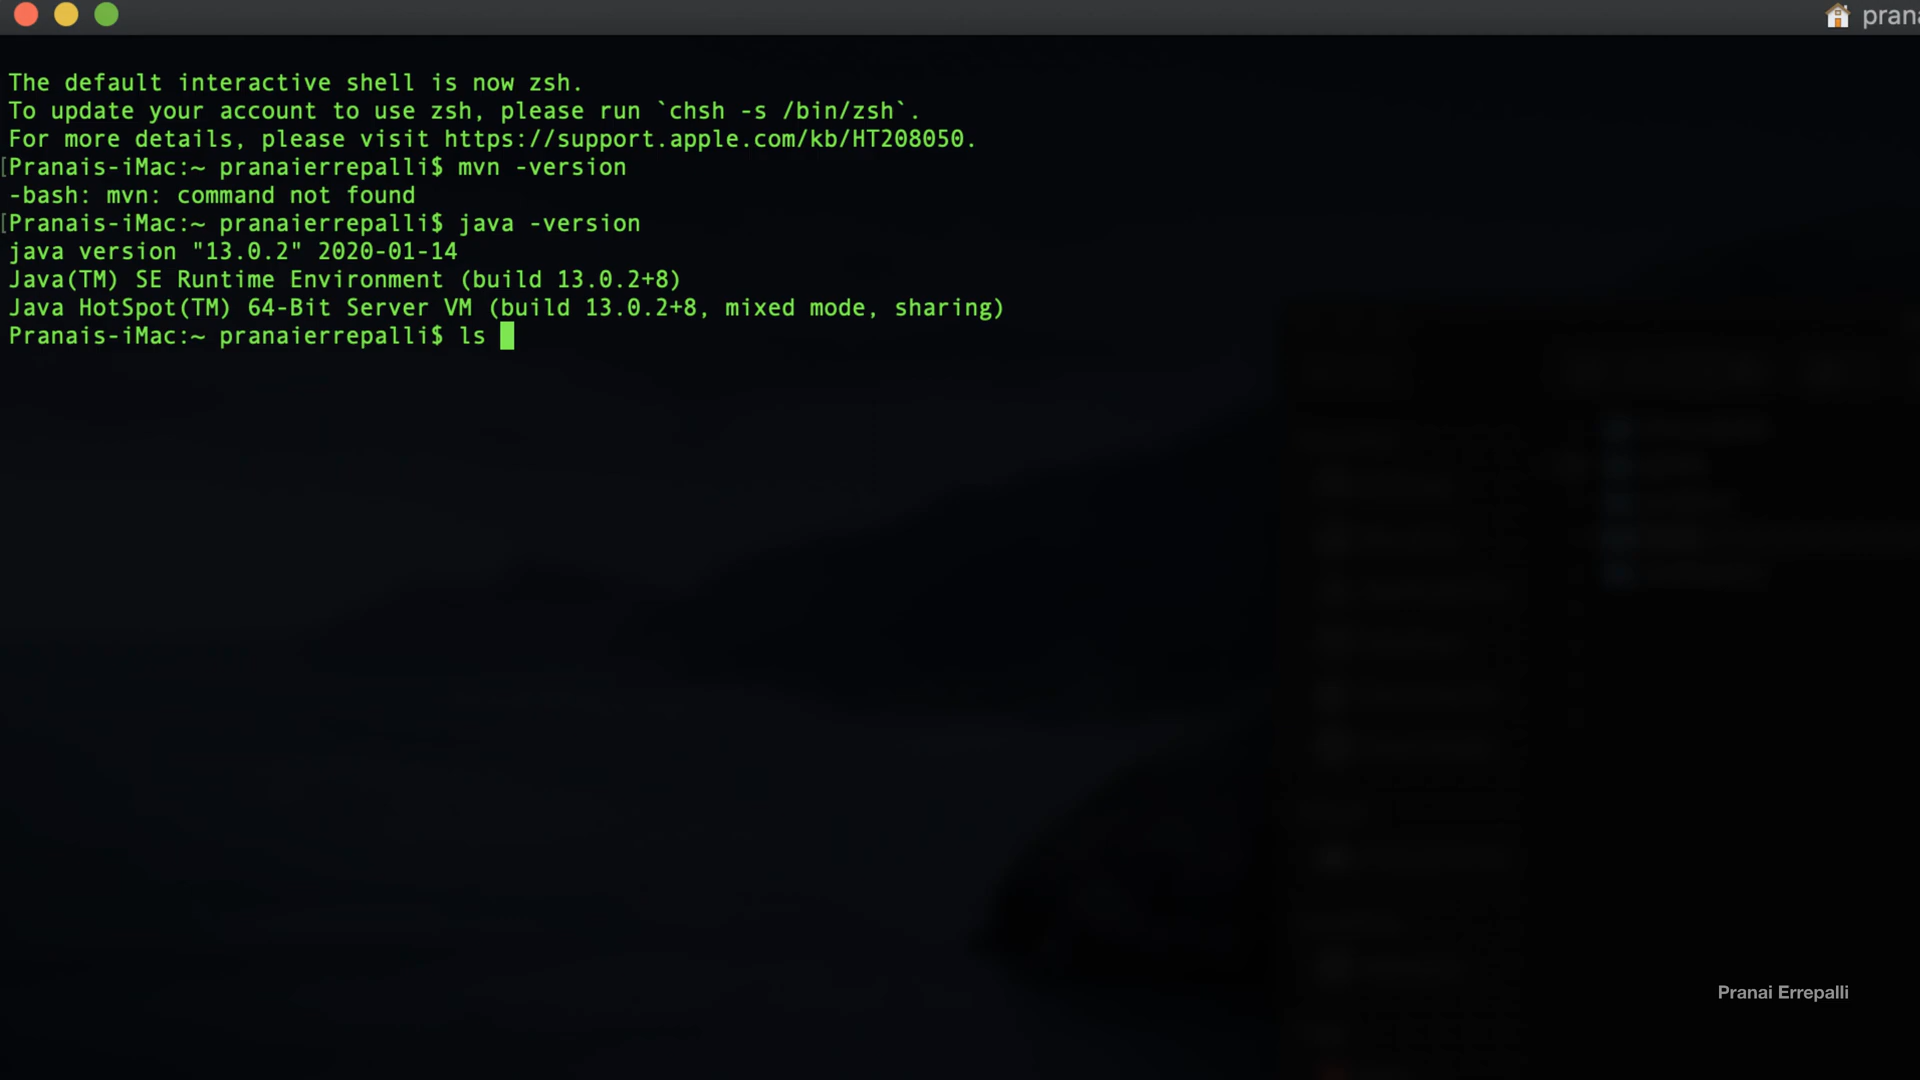 prana
The default interactive shell is now zsh.
To update your account to use zsh, please run `chsh -s /bin/zsh`.
For more details, please visit https://support.apple.com/kb/HT208050.
[Pranais-iMac:~ pranaierrepalli$ mvn -version
-bash: mvn: command not found
[Pranais-iMac:~ pranaierrepalli$ java -version
java version "13.0.2" 2020-01-14
Java(TM) SE Runtime Environment (build 13.0.2+8)
Java HotSpot(TM) 64-Bit Server VM (build 13.0.2+8, mixed mode, sharing)
Pranais-iMac:~ pranaierrepalli$ ls
Pranai Errepalli